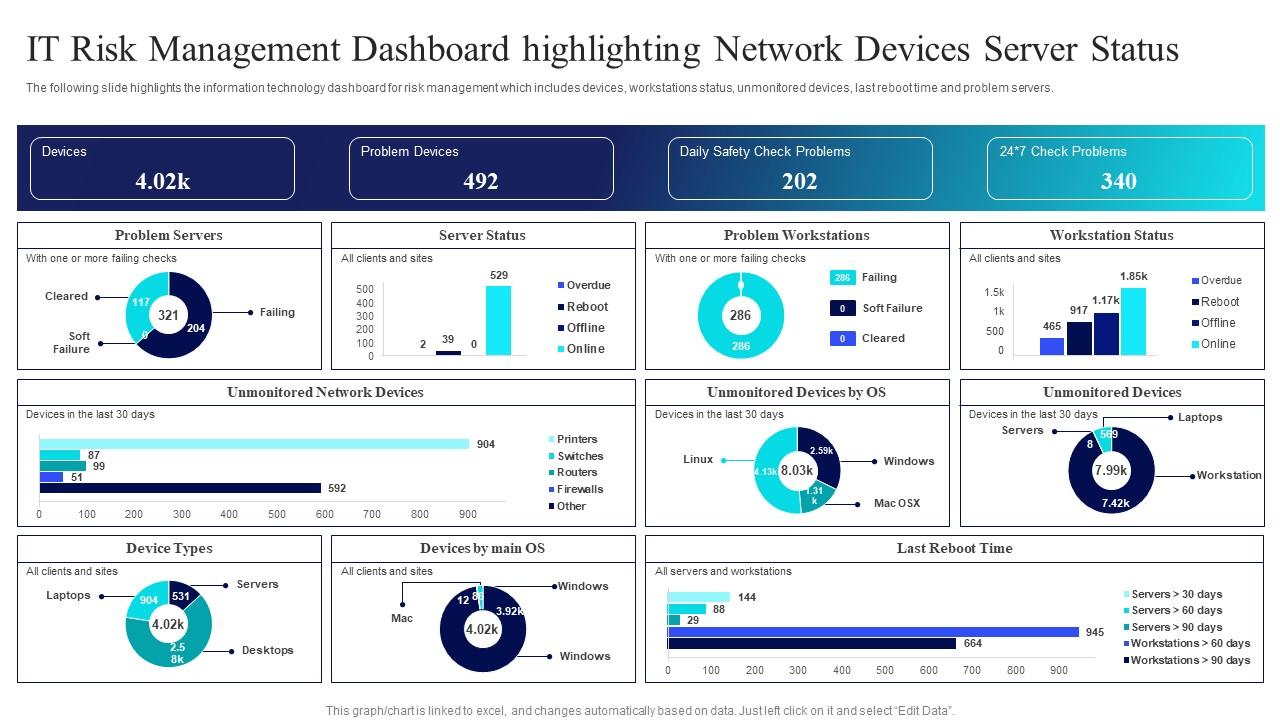 IT Risk Management Dashboard highlighting Network Devices Server Status
The following slide highlights the information technology dashboard for risk management which includes devices, workstations status, unmonitored devices, last reboot time and problem servers.
Devices
4.02k
Problem Devices
492
Daily Safety Check Problems
202
24*7 Check Problems
340
Problem Servers
With one or more failing checks
Cleared
117
321
204
Failing
Soft
Failure
0
Server Status
All clients and sites
500
400
300
200
100
0
2
39
0
529
Overdue
Reboot
Offline
Online
Problem Workstations
With one or more failing checks
286
286
286
Failing
0
Soft Failure
0
Cleared
Workstation Status
All clients and sites
1.5k
1k
500
0
465
917
1.17k
1.85k
Overdue
Reboot
Offline
Online
Unmonitored Network Devices
Devices in the last 30 days
904
87
99
51
592
0 100 200 300 400 500 600 700 800 900
Printers
Switches
Routers
Firewalls
Other
Unmonitored Devices by OS
Devices in the last 30 days
Linux
4.13k
8.03k
2.59k
Windows
1.31
k
Mac OSX
Unmonitored Devices
Devices in the last 30 days
Laptops
Servers
569
8
7.99k
Workstation
7.42k
Device Types
All clients and sites
Servers
Laptops
904
531
4.02k
2.5
8k
Desktops
Devices by main OS
All clients and sites
Windows
12
3.92k
Mac
4.02k
Windows
Last Reboot Time
All servers and workstations
144
88
29
945
664
0 100 200 300 400 500 600 700 800 900
Servers > 30 days
Servers > 60 days
Servers > 90 days
Workstations > 60 days
Workstations > 90 days
This graph/chart is linked to excel, and changes automatically based on data. Just left click on it and select “Edit Data”.